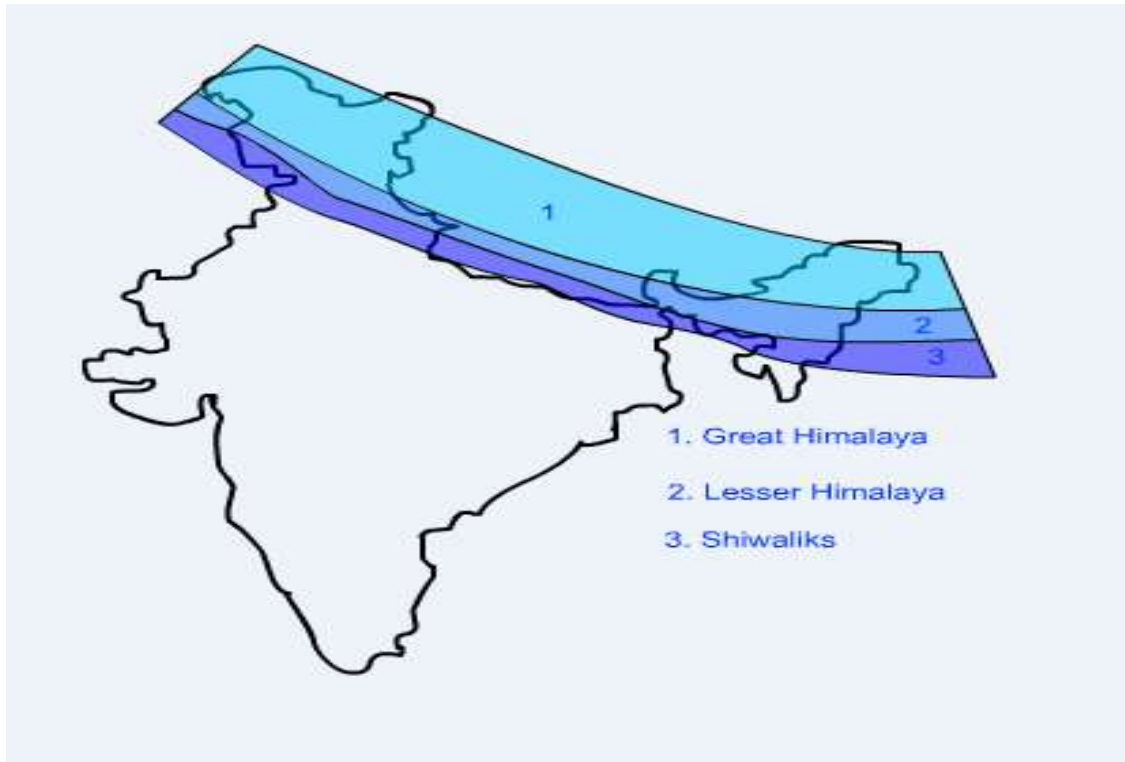 1
2
3
1. Great Himalaya
2. Lesser Himalaya
3. Shiwaliks